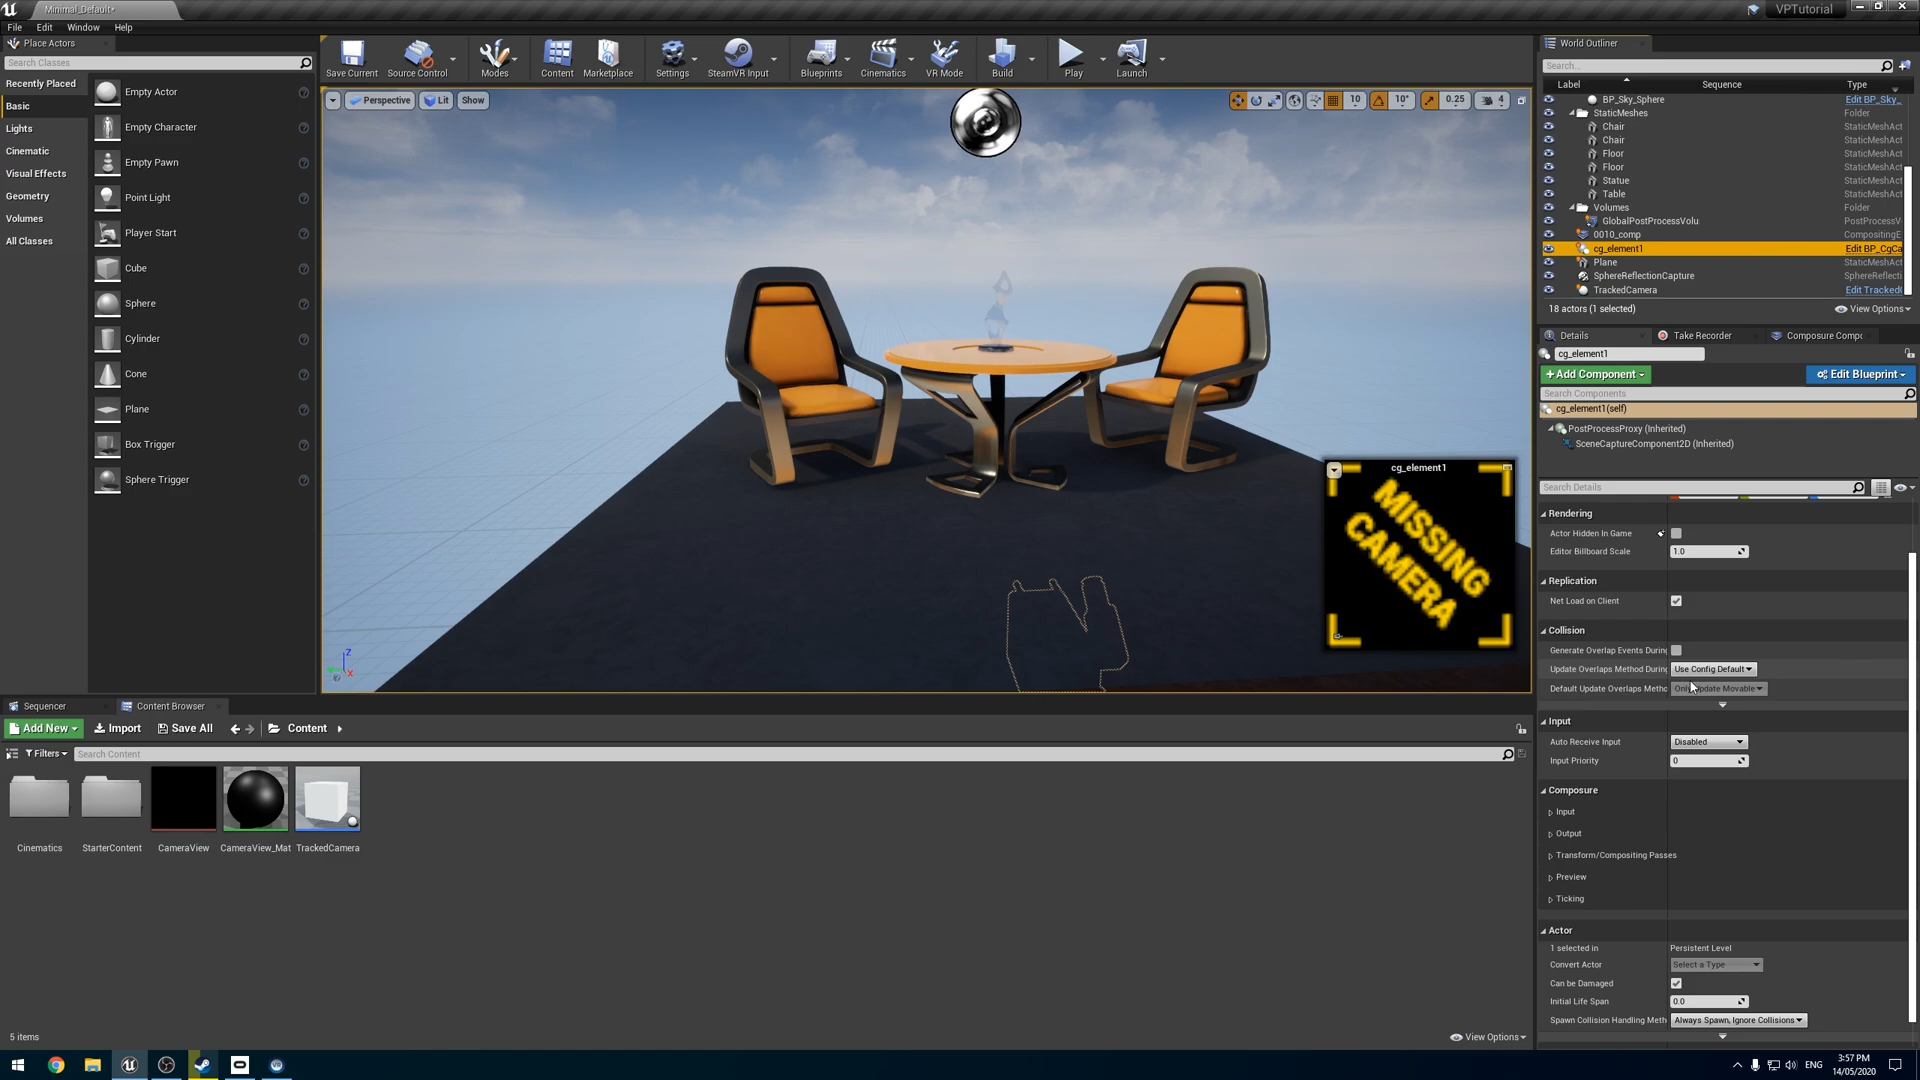 Minimal_Default*
VPTutorial
File Edit Window Help
Place Actors
Search Classes
Recently Placed
Basic
Lights
Cinematic
Visual Effects
Geometry
Volumes
All Classes
Empty Actor
Empty Character
Empty Pawn
Point Light
Player Start
Cube
Sphere
Cylinder
Cone
Plane
Box Trigger
Sphere Trigger
Save Current Source Control Modes Content Marketplace Settings SteamVR Input Blueprints Cinematics VR Mode Build Play Launch
Perspective Lit Show
10 10° 0.25 4
cg_element1
MISSING
CAMERA
Z
X
World Outliner
Search...
Label Sequence Type
BP_Sky_Sphere Edit BP_Sky_
StaticMeshes Folder
Chair StaticMeshAct
Chair StaticMeshAct
Floor StaticMeshAct
Floor StaticMeshAct
Statue StaticMeshAct
Table StaticMeshAct
Volumes Folder
GlobalPostProcessVolu PostProcessV
0010_comp CompositingE
cg_element1 Edit BP_CgCa
Plane StaticMeshAct
SphereReflectionCapture SphereReflecti
TrackedCamera Edit Tracked
18 actors (1 selected) View Options
Details Take Recorder Composure Compo
cg_element1
+Add Component Edit Blueprint
Search Components
cg_element1(self)
PostProcessProxy (Inherited)
SceneCaptureComponent2D (Inherited)
Search Details
Rendering
Actor Hidden In Game
Editor Billboard Scale 1.0
Replication
Net Load on Client
Collision
Generate Overlap Events During
Update Overlaps Method During Use Config Default
Default Update Overlaps Metho Only Update Movable
Input
Auto Receive Input Disabled
Input Priority 0
Composure
Input
Output
Transform/Compositing Passes
Preview
Ticking
Actor
1 selected in Persistent Level
Convert Actor Select a Type
Can be Damaged
Initial Life Span 0.0
Spawn Collision Handling Meth Always Spawn, Ignore Collisions
Sequencer Content Browser
Add New Import Save All Content
Filters Search Content
Cinematics StarterContent CameraView CameraView_Mat TrackedCamera
5 items View Options
ENG
3:57 PM
14/05/2020